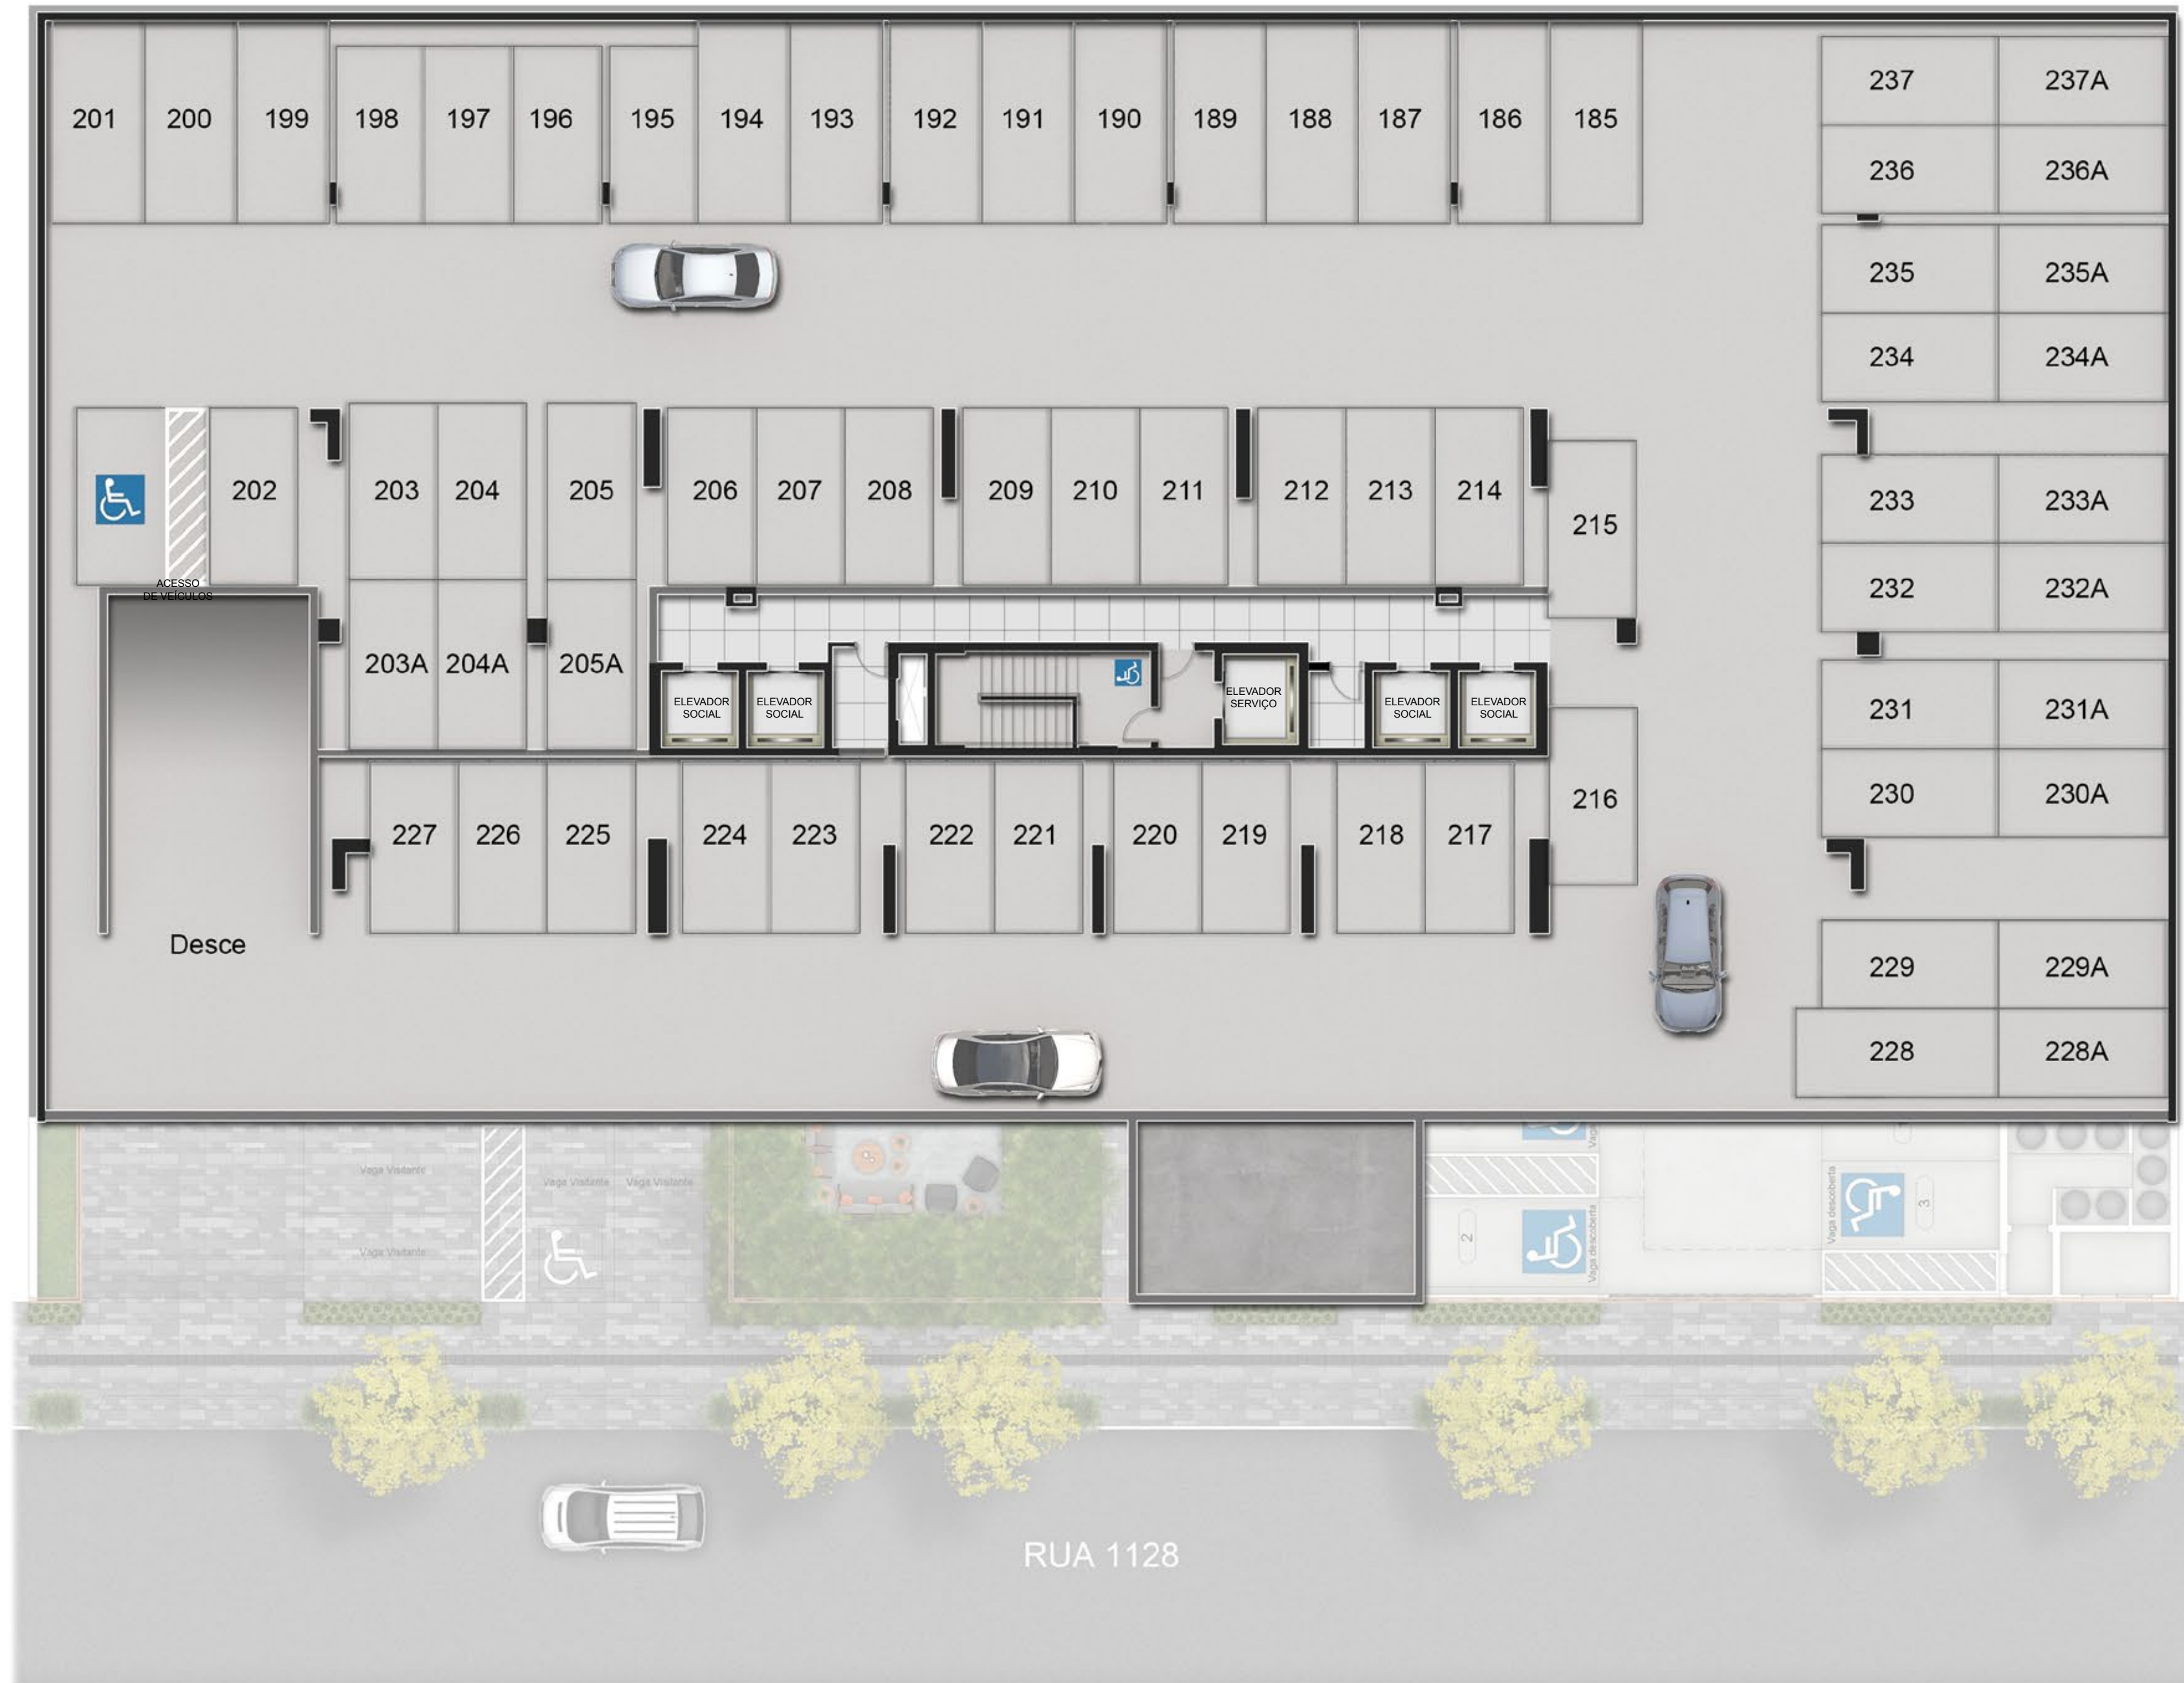 201 200 199 198 197 196 195 194 193 192 191 190 189 188 187 186 185
237 237A
236 236A
235 235A
234 234A
202 203 204 205 206 207 208 209 210 211 212 213 214
215
233 233A
ACESSO
DE VEÍCULOS
232 232A
203A 204A 205A
ELEVADOR
SOCIAL
ELEVADOR
SOCIAL
ELEVADOR
SERVIÇO
ELEVADOR
SOCIAL
ELEVADOR
SOCIAL
231 231A
216
230 230A
227 226 225 224 223 222 221 220 219 218 217
Desce
229 229A
228 228A
Vaga Visitante
Vaga Visitante
Vaga Visitante
Vaga Visitante
2
Vaga descoberta
Vaga descoberta
3
RUA 1128